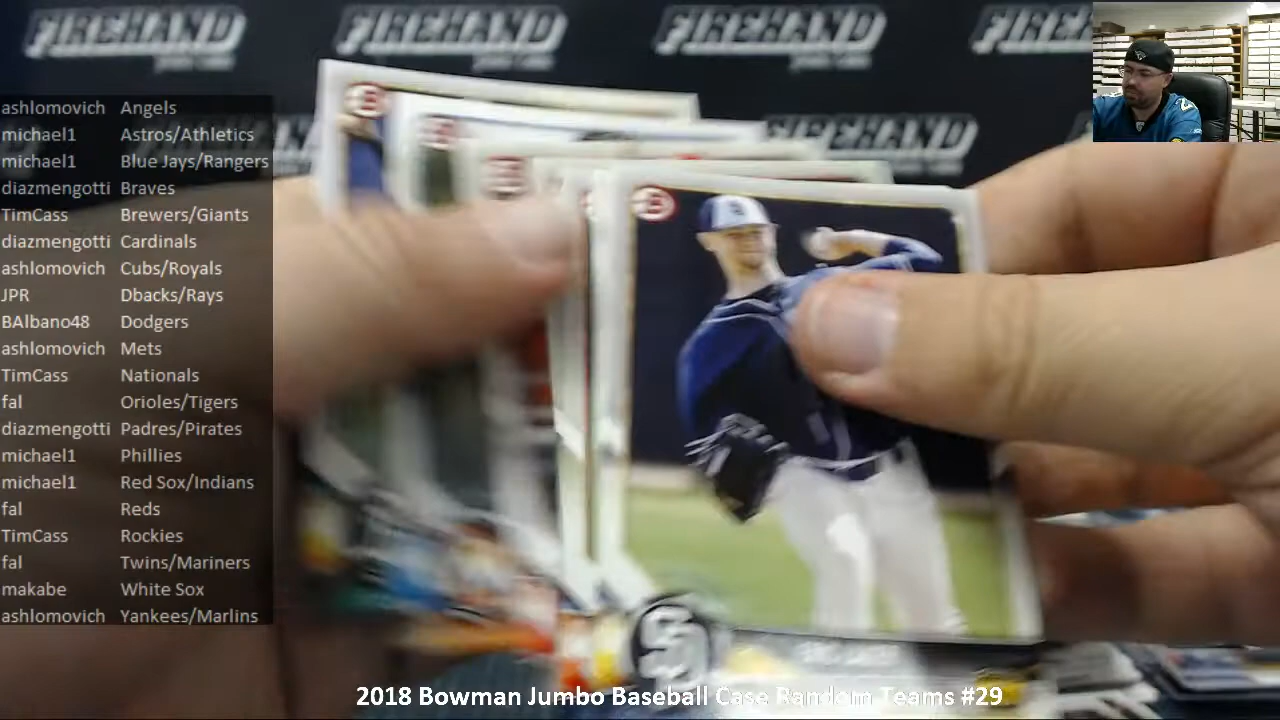 FIREHAND FIREHAND FIREHAND FIREHAND
FIREHAND
ashlomovich Angels
michael1 Astros/Athletics
michael1 Blue Jays/Rangers
diazmengotti Braves
TimCass Brewers/Giants
diazmengotti Cardinals
ashlomovich Cubs/Royals
JPR Dbacks/Rays
BAlbano48 Dodgers
ashlomovich Mets
TimCass Nationals
fal Orioles/Tigers
diazmengotti Padres/Pirates
michael1 Phillies
michael1 Red Sox/Indians
fal Reds
TimCass Rockies
fal Twins/Mariners
makabe White Sox
ashlomovich Yankees/Marlins
B
SD
2018 Bowman Jumbo Baseball Case Random Teams #29